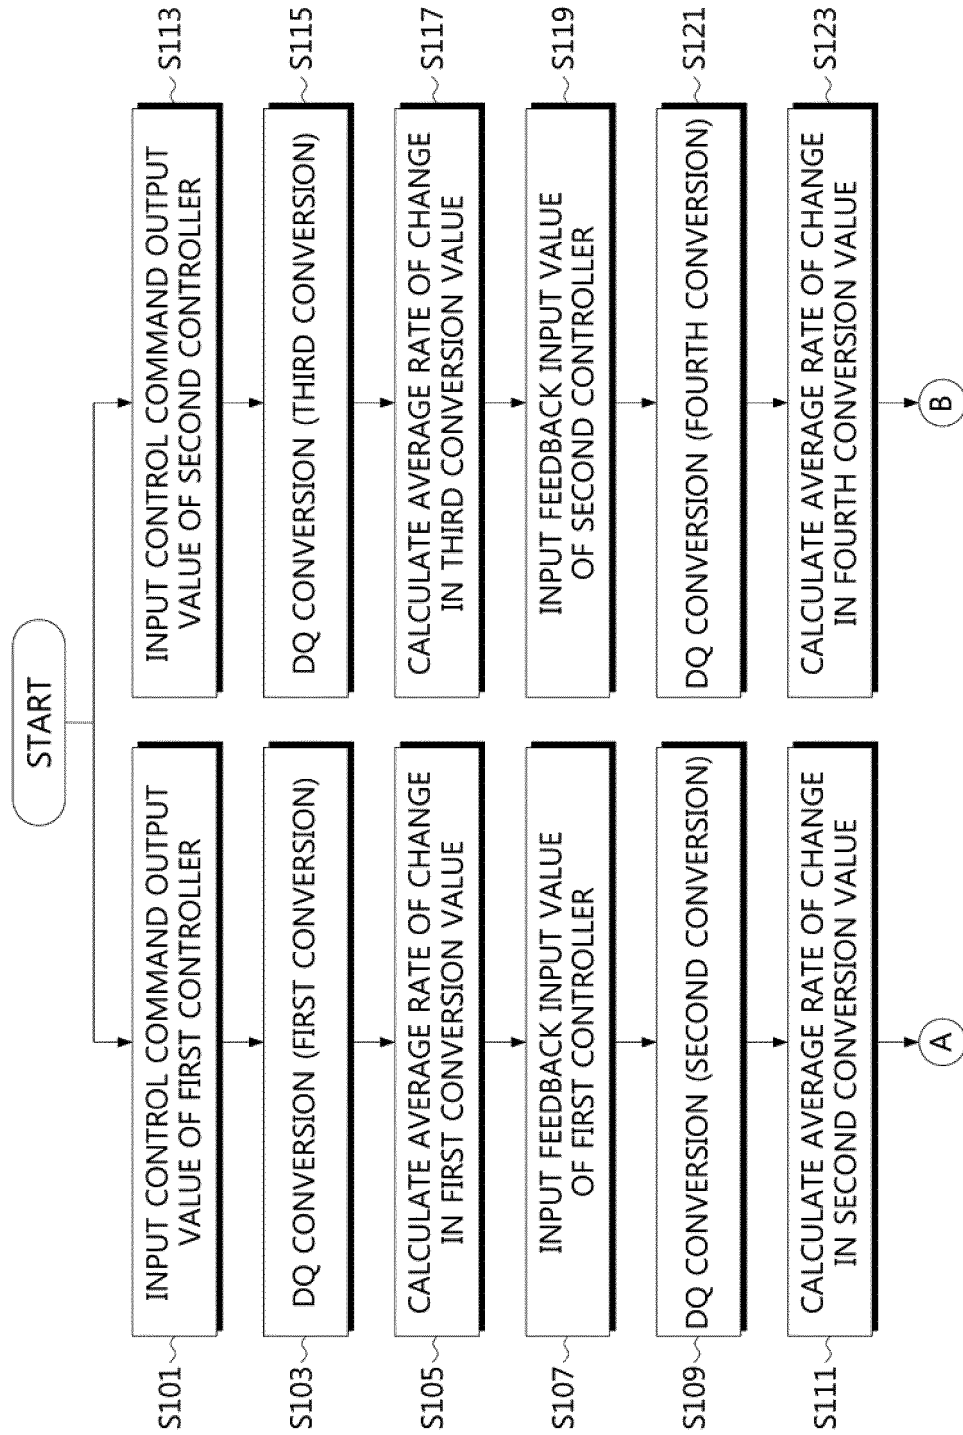 START
S101
INPUT CONTROL COMMAND OUTPUT
VALUE OF FIRST CONTROLLER
S103
DQ CONVERSION (FIRST CONVERSION)
S105
CALCULATE AVERAGE RATE OF CHANGE
IN FIRST CONVERSION VALUE
S107
INPUT FEEDBACK INPUT VALUE
OF FIRST CONTROLLER
S109
DQ CONVERSION (SECOND CONVERSION)
S111
CALCULATE AVERAGE RATE OF CHANGE
IN SECOND CONVERSION VALUE
A
INPUT CONTROL COMMAND OUTPUT
VALUE OF SECOND CONTROLLER
S113
DQ CONVERSION (THIRD CONVERSION)
S115
CALCULATE AVERAGE RATE OF CHANGE
IN THIRD CONVERSION VALUE
S117
INPUT FEEDBACK INPUT VALUE
OF SECOND CONTROLLER
S119
DQ CONVERSION (FOURTH CONVERSION)
S121
CALCULATE AVERAGE RATE OF CHANGE
IN FOURTH CONVERSION VALUE
S123
B